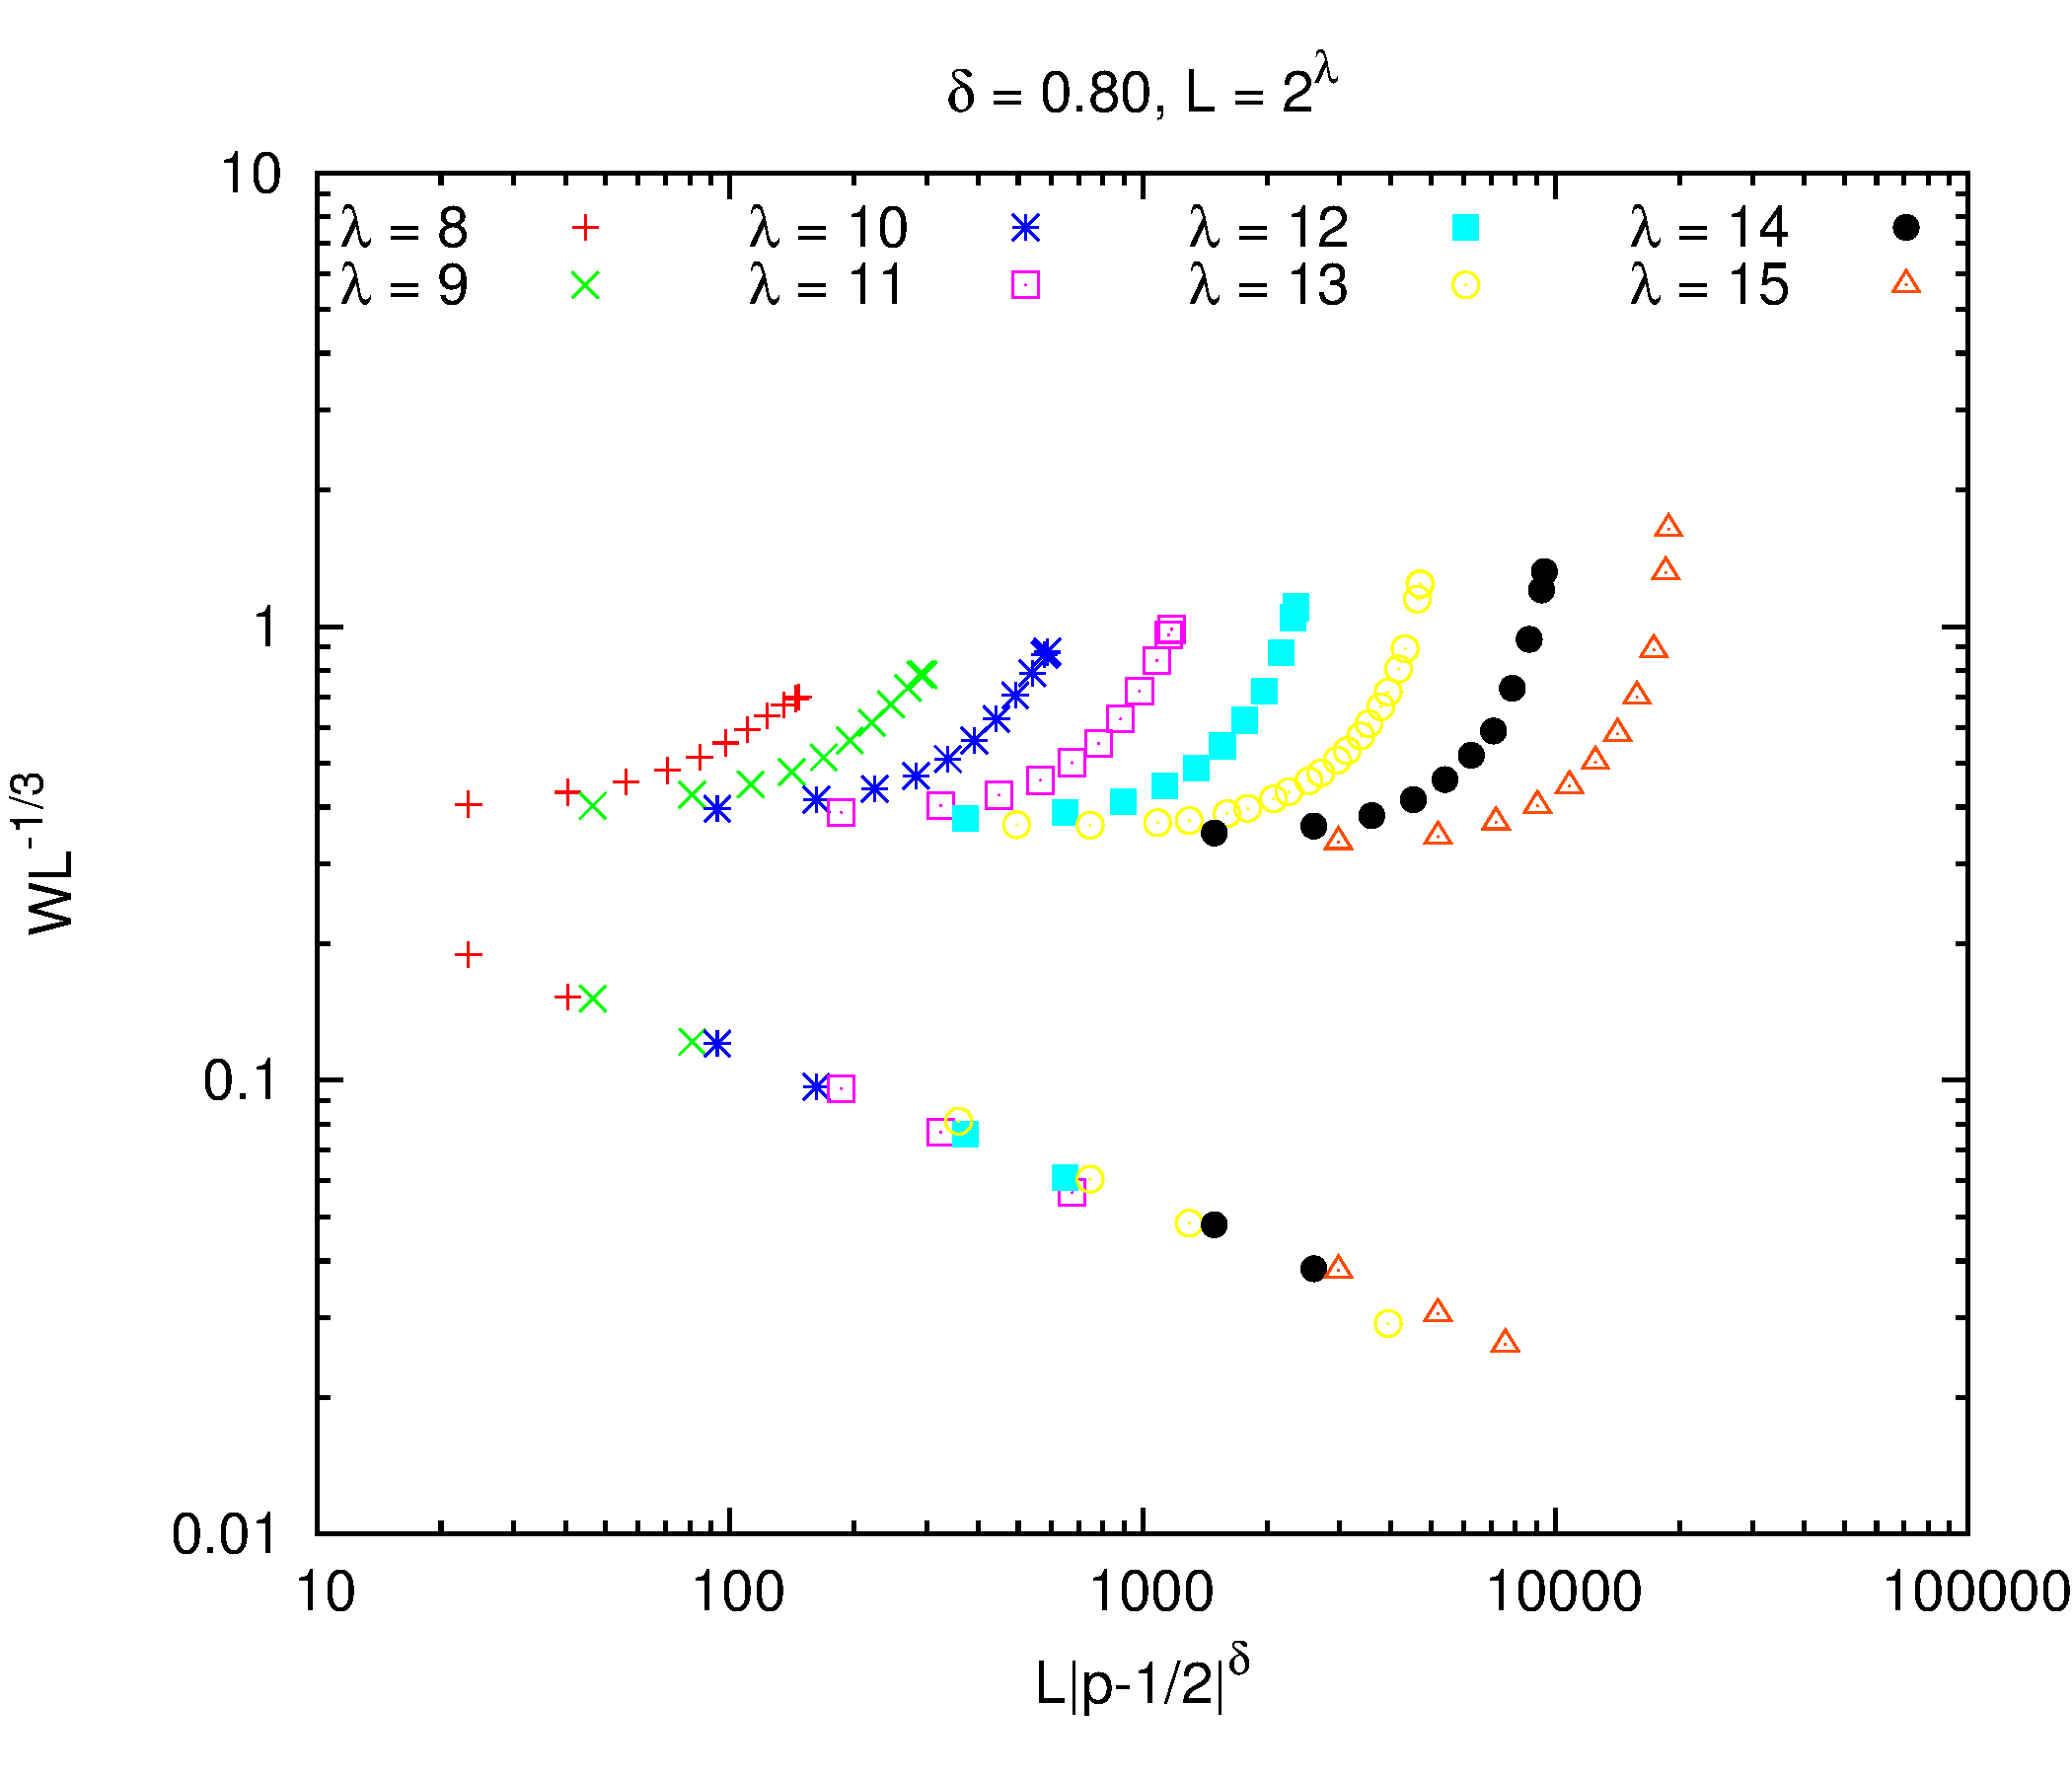 δ = 0.80, L = 2^λ
10
λ = 8 λ = 10 λ = 12 λ = 14
λ = 9 λ = 11 λ = 13 λ = 15
1
WL^-1/3
0.1
0.01
10 100 1000 10000 100000
L|p-1/2|^δ